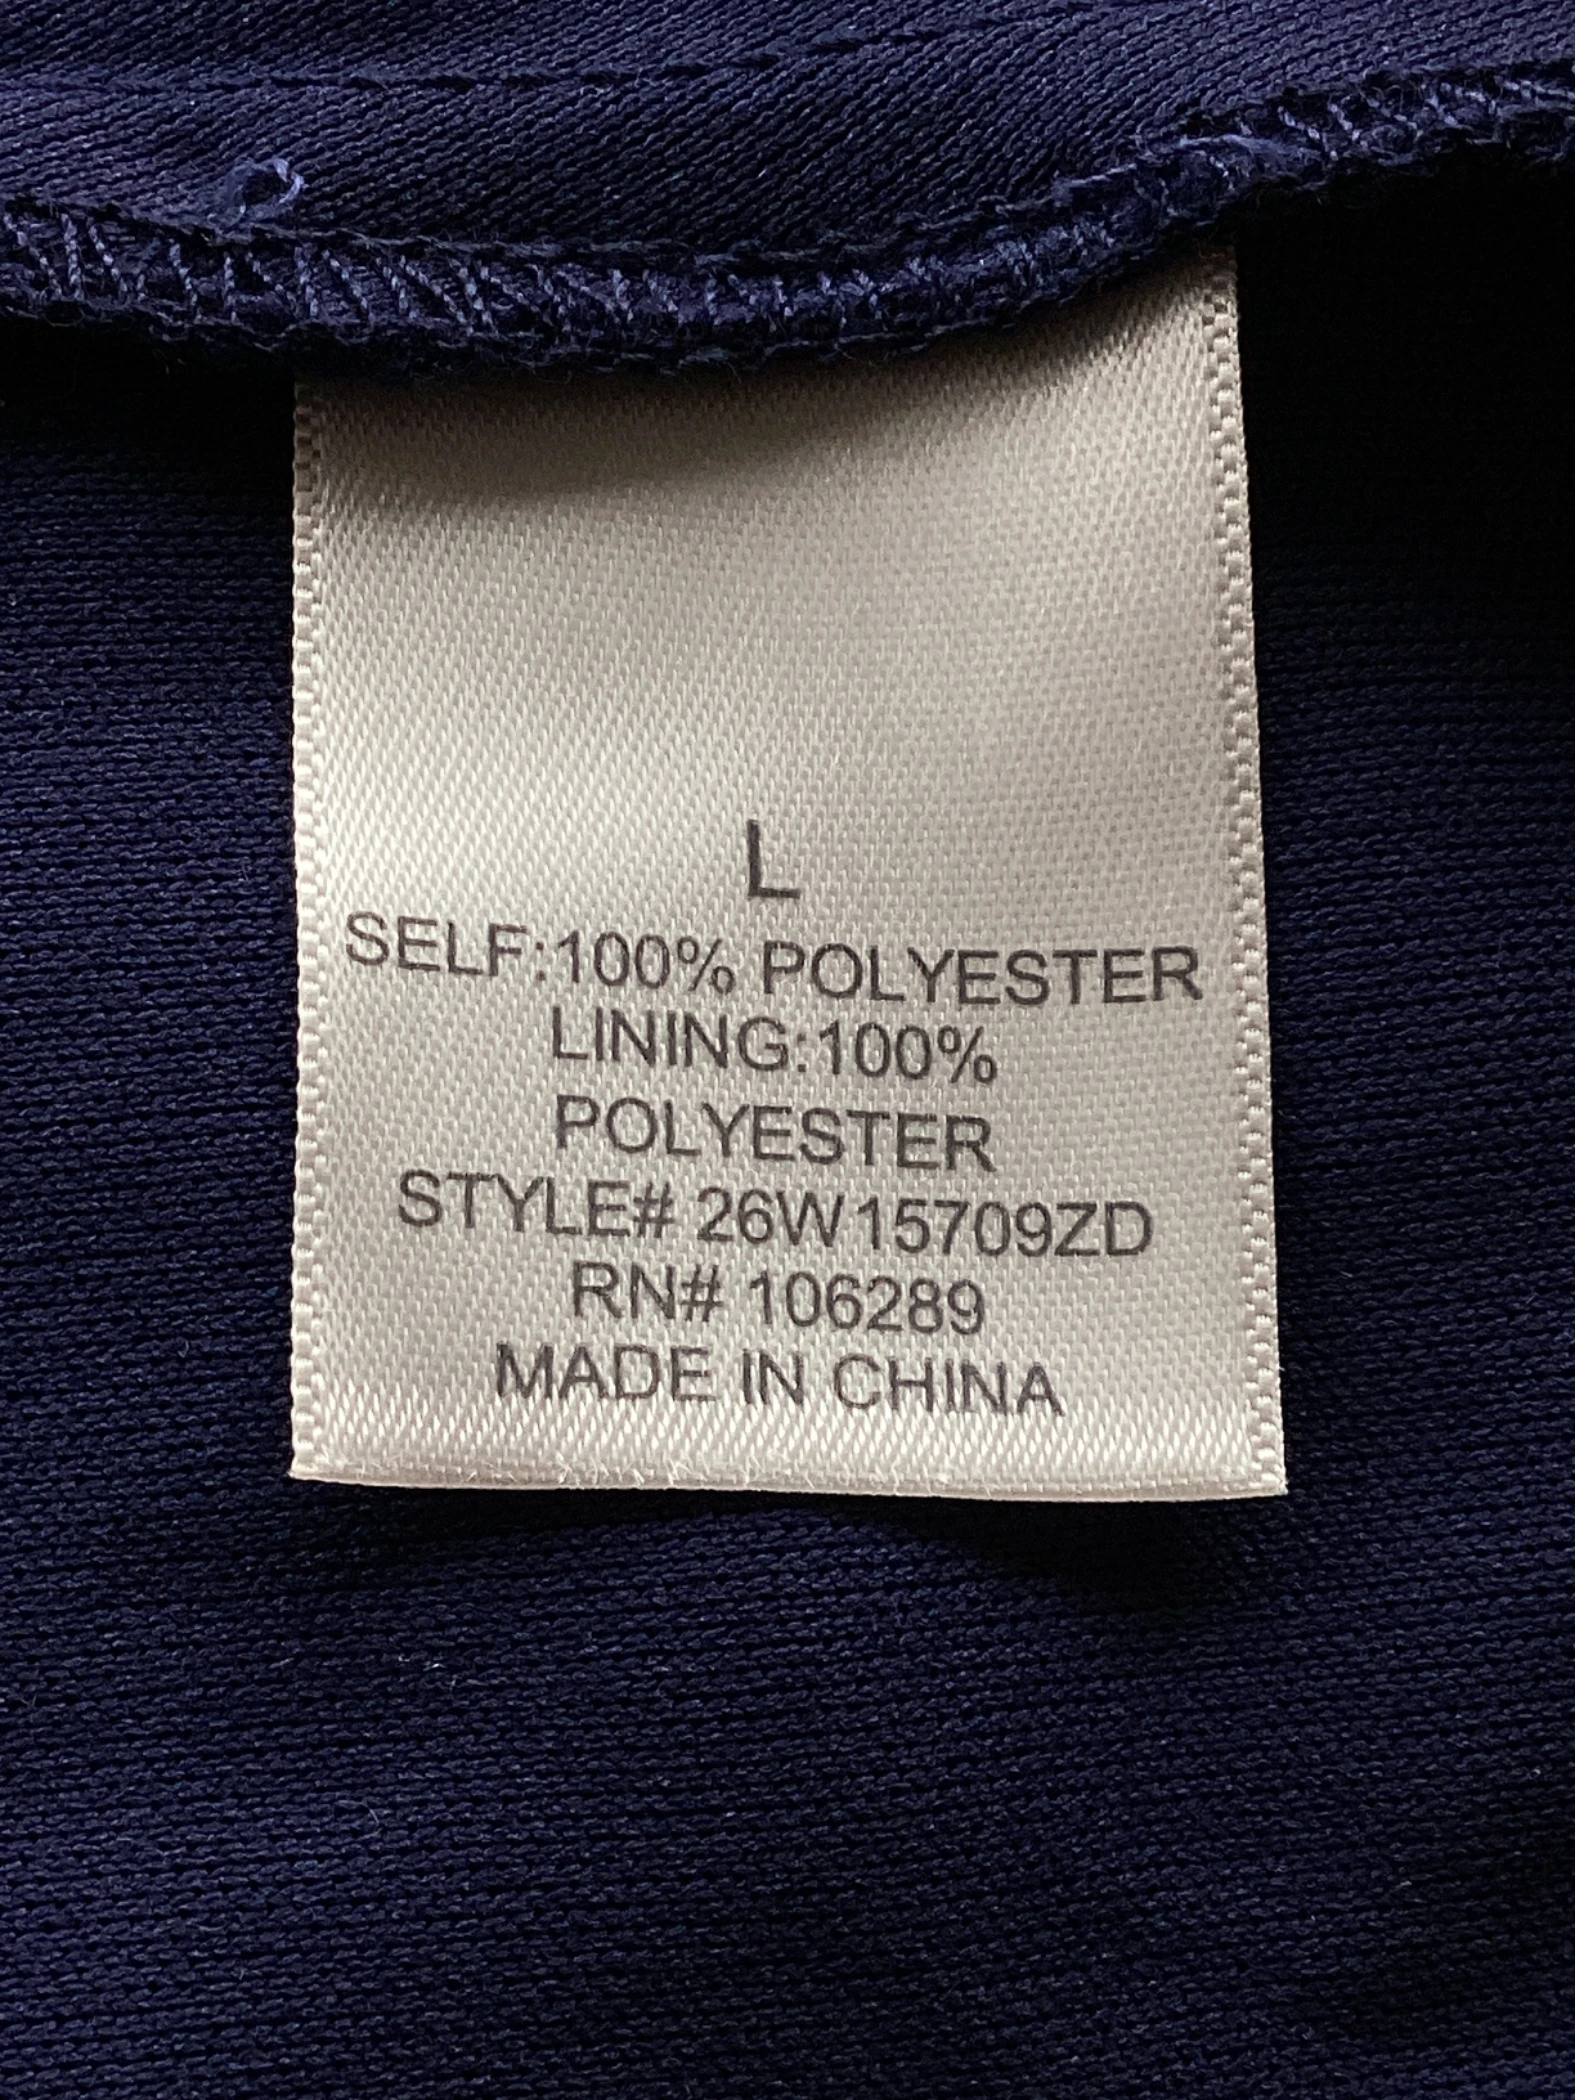 L
SELF:100% POLYESTER
LINING:100%
POLYESTER
STYLE# 26W15709ZD
RN# 106289
MADE IN CHINA